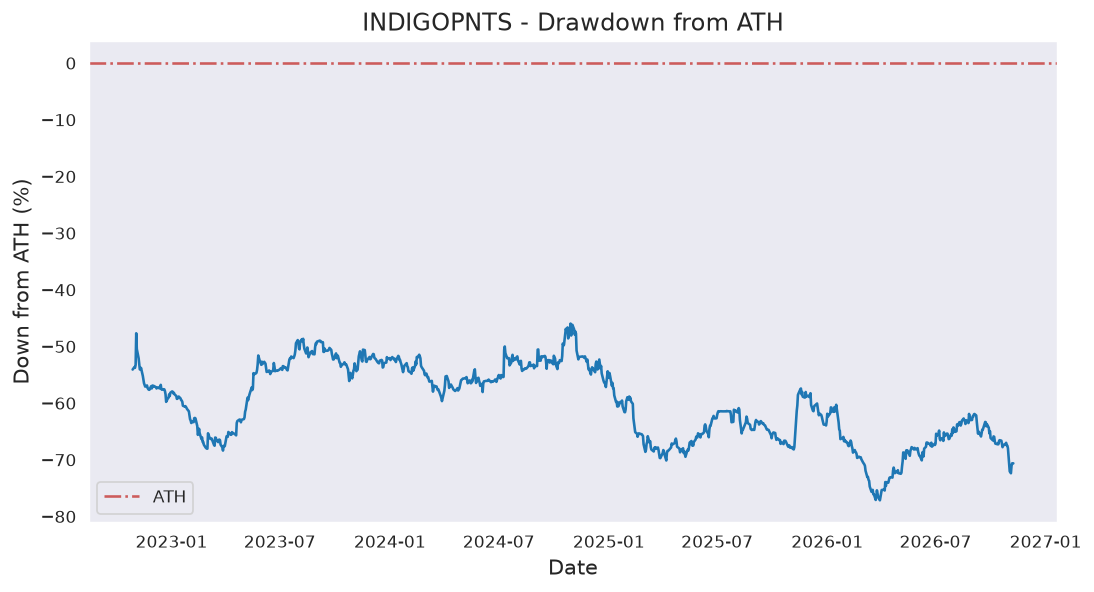 INDIGOPNTS - Drawdown from ATH
Down from ATH (%)
0
−10
−20
−30
−40
−50
−60
−70
−80
ATH
2023-01 2023-07 2024-01 2024-07 2025-01 2025-07 2026-01 2026-07 2027-01
Date